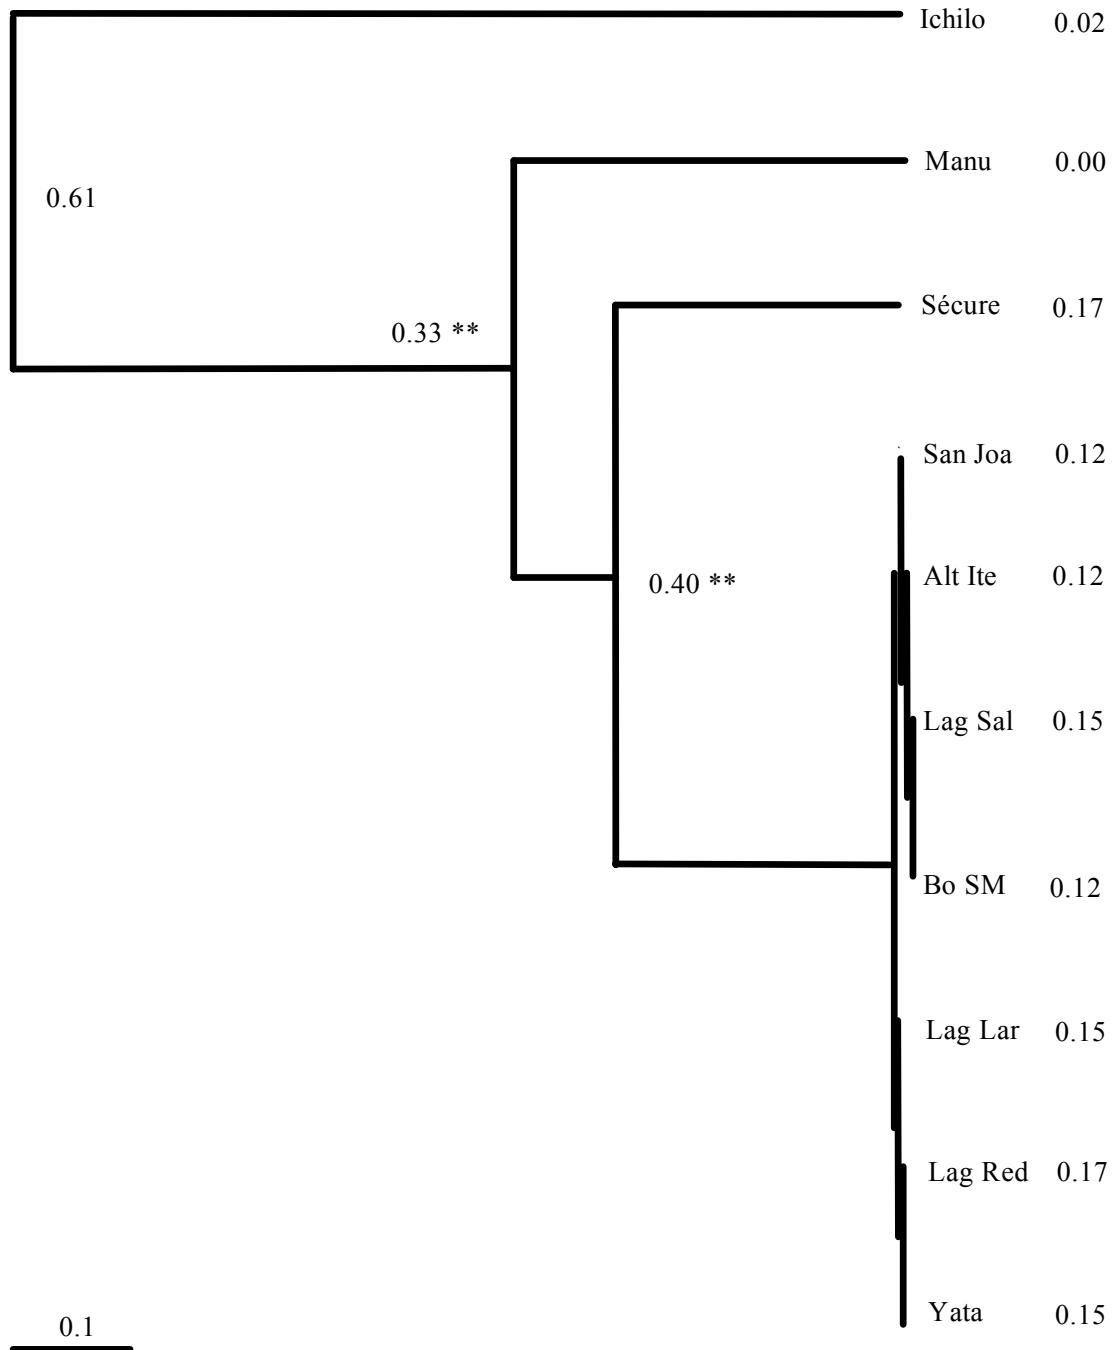 Ichilo 0.02
Manu 0.00
0.61
Sécure 0.17
0.33 **
San Joa 0.12
Alt Ite 0.12
0.40 **
Lag Sal 0.15
Bo SM 0.12
Lag Lar 0.15
Lag Red 0.17
Yata 0.15
0.1